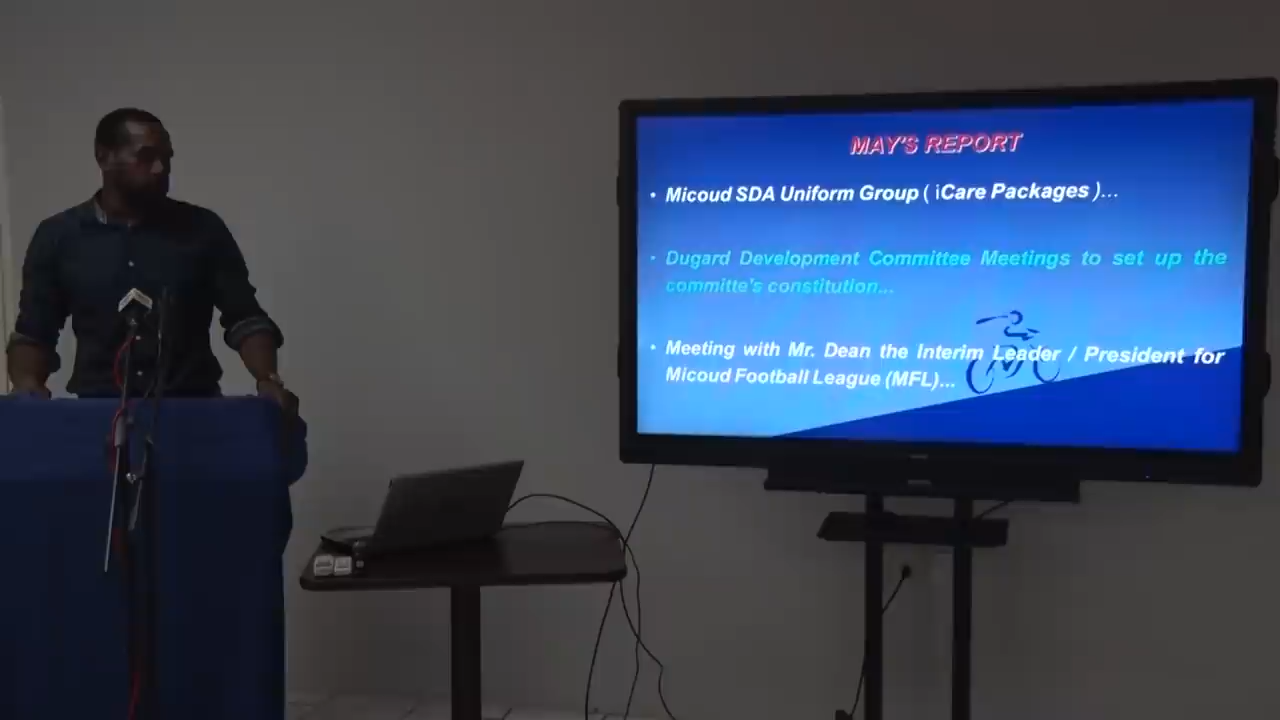 MAY'S REPORT
• Micoud SDA Uniform Group ( iCare Packages )...
• Dugard Development Committee Meetings to set up the
committe's constitution...
• Meeting with Mr. Dean the Interim Leader / President for
Micoud Football League (MFL)...